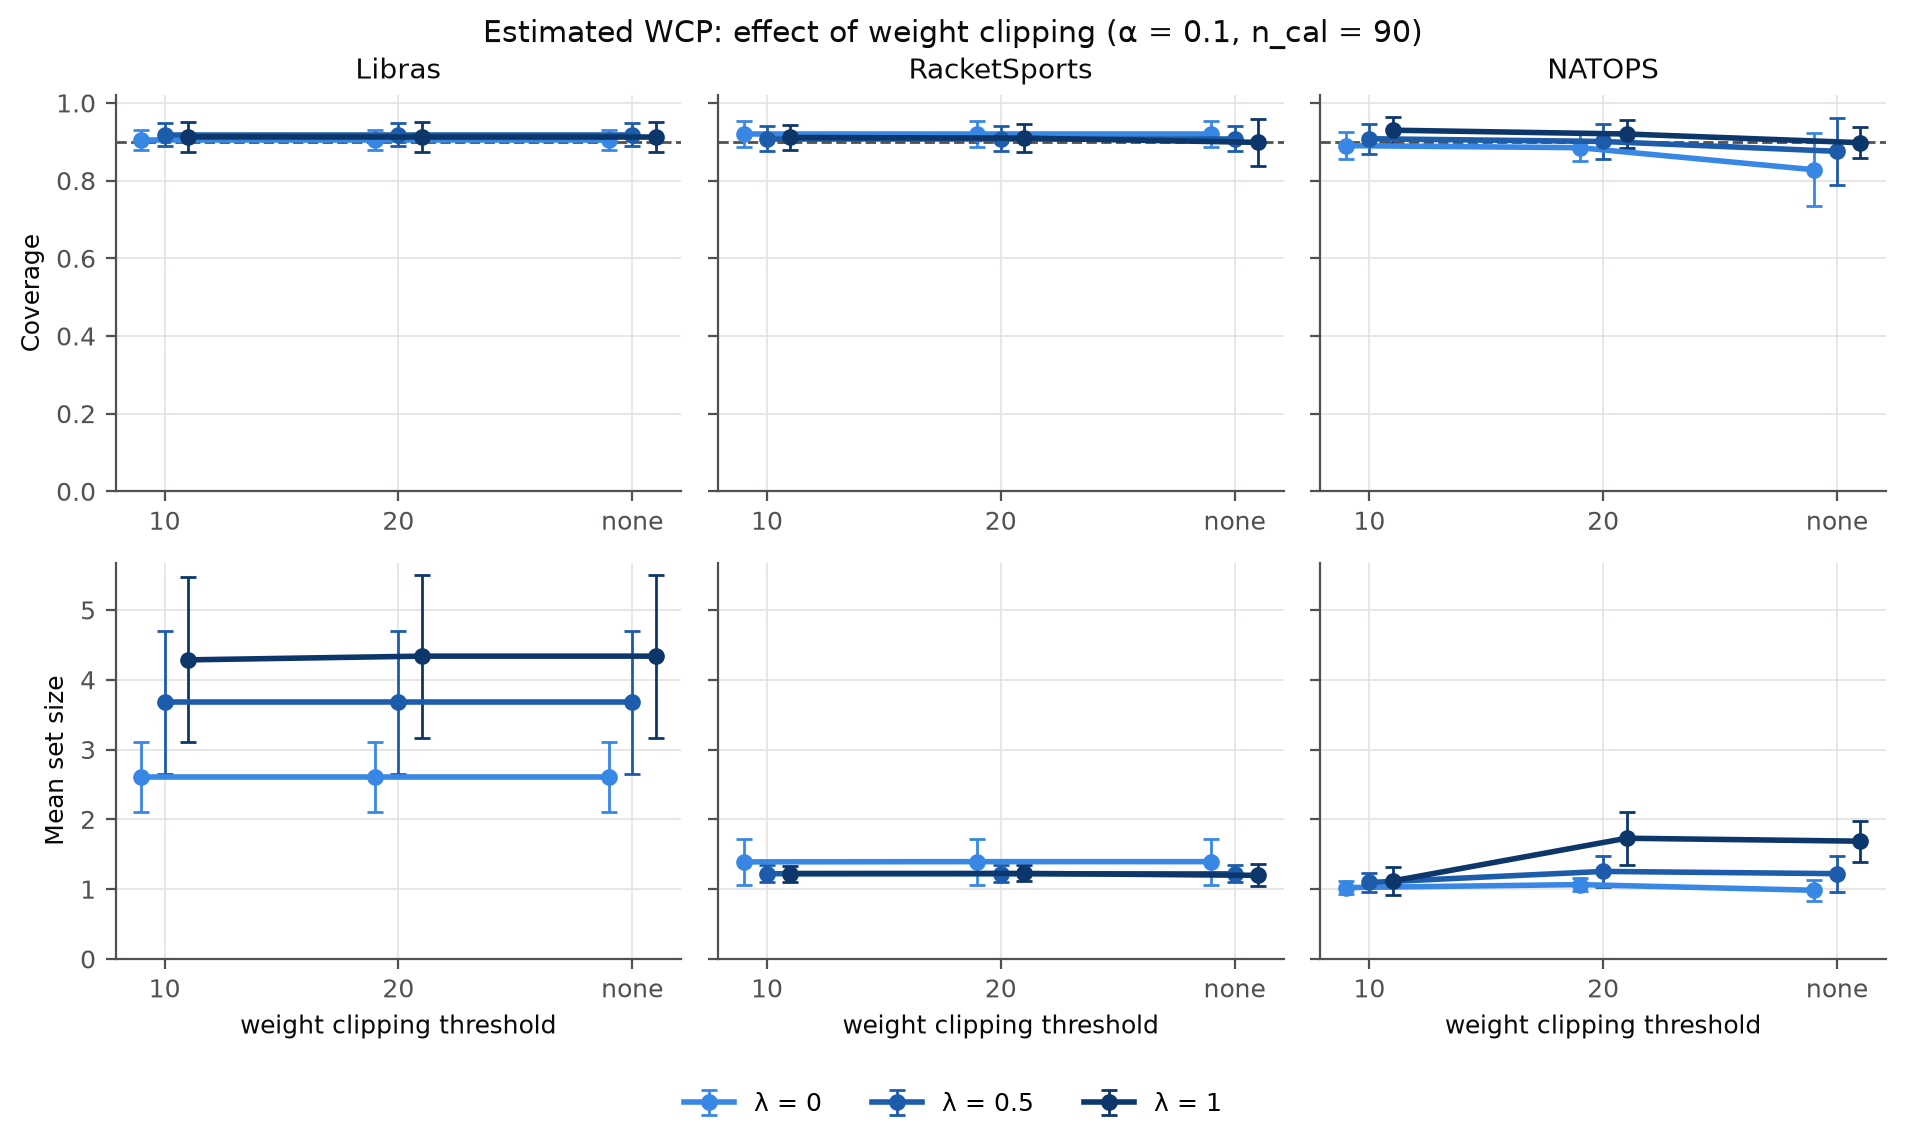 Estimated WCP: effect of weight clipping (α = 0.1, n_cal = 90)
Libras
RacketSports
NATOPS
Coverage
1.0
0.8
0.6
0.4
0.2
0.0
10 20 none
10 20 none
10 20 none
Mean set size
5
4
3
2
1
0
10 20 none
10 20 none
10 20 none
weight clipping threshold
weight clipping threshold
weight clipping threshold
λ = 0
λ = 0.5
λ = 1